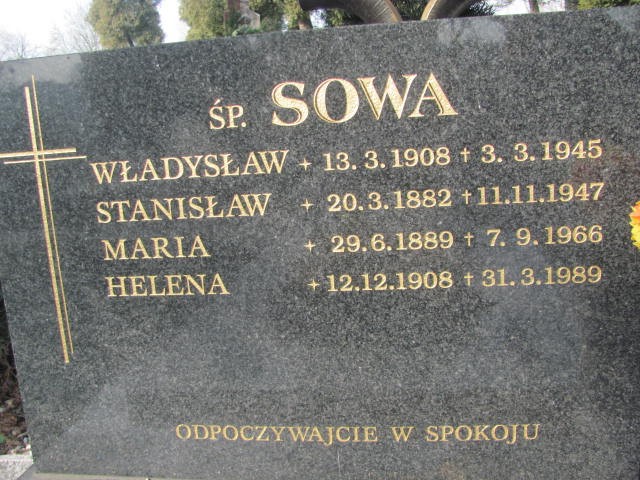 ŚP. SOWA
WŁADYSŁAW + 13.3.1908 † 3.3.1945
STANISŁAW + 20.3.1882 † 11.11.1947
MARIA + 29.6.1889 † 7.9.1966
HELENA + 12.12.1908 † 31.3.1989
ODPOCZYWAJCIE W SPOKOJU